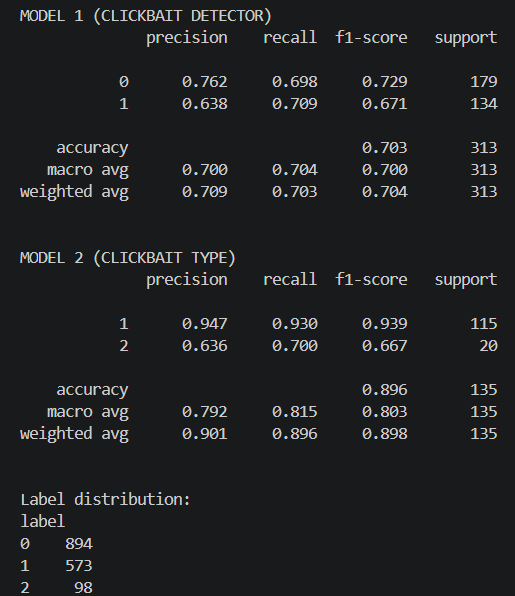 MODEL 1 (CLICKBAIT DETECTOR)
precision recall f1-score support
0 0.762 0.698 0.729 179
1 0.638 0.709 0.671 134
accuracy 0.703 313
macro avg 0.700 0.704 0.700 313
weighted avg 0.709 0.703 0.704 313
MODEL 2 (CLICKBAIT TYPE)
precision recall f1-score support
1 0.947 0.930 0.939 115
2 0.636 0.700 0.667 20
accuracy 0.896 135
macro avg 0.792 0.815 0.803 135
weighted avg 0.901 0.896 0.898 135
Label distribution:
label
0 894
1 573
2 98